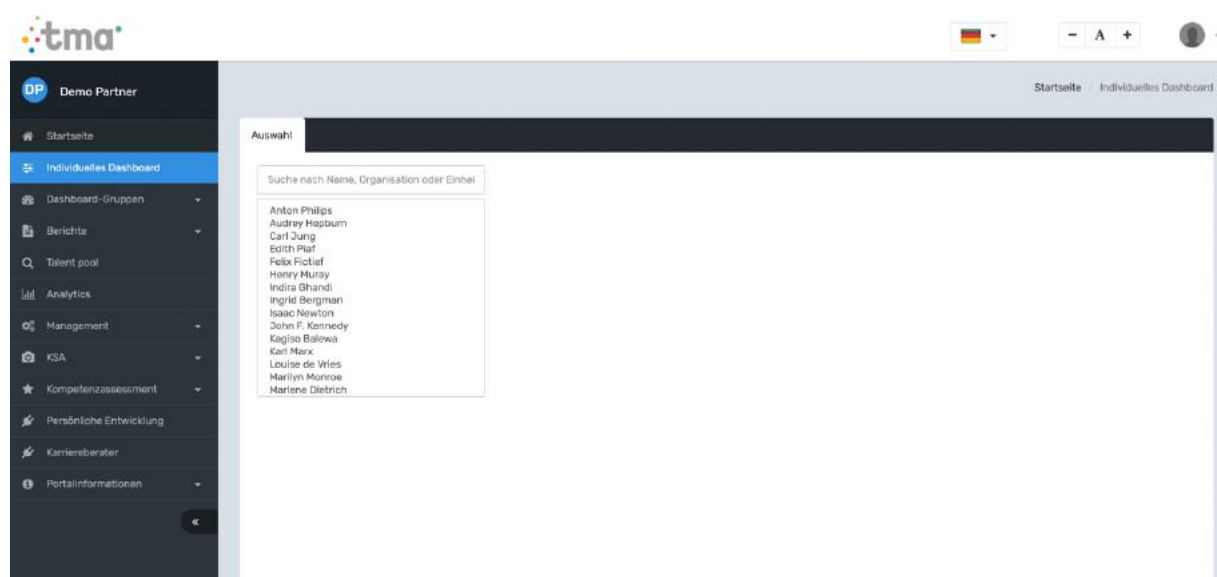 tma
A
DP Demo Partner
Startseite / Individuelles Dashboard
Startseite
Individuelles Dashboard
Dashboard-Gruppen
Berichte
Talent pool
Analytics
Management
KSA
Kompetenzassessment
Persönliche Entwicklung
Karriereberater
Portalinformationen
Auswahl
Suche nach Name, Organisation oder Einhei
Anton Philips
Audrey Hepburn
Carl Jung
Edith Piaf
Felix Fictief
Henry Muray
Indira Ghandi
Ingrid Bergman
Isaac Newton
John F. Kennedy
Kagiso Balewa
Karl Marx
Louise de Vries
Marilyn Monroe
Marlene Dietrich